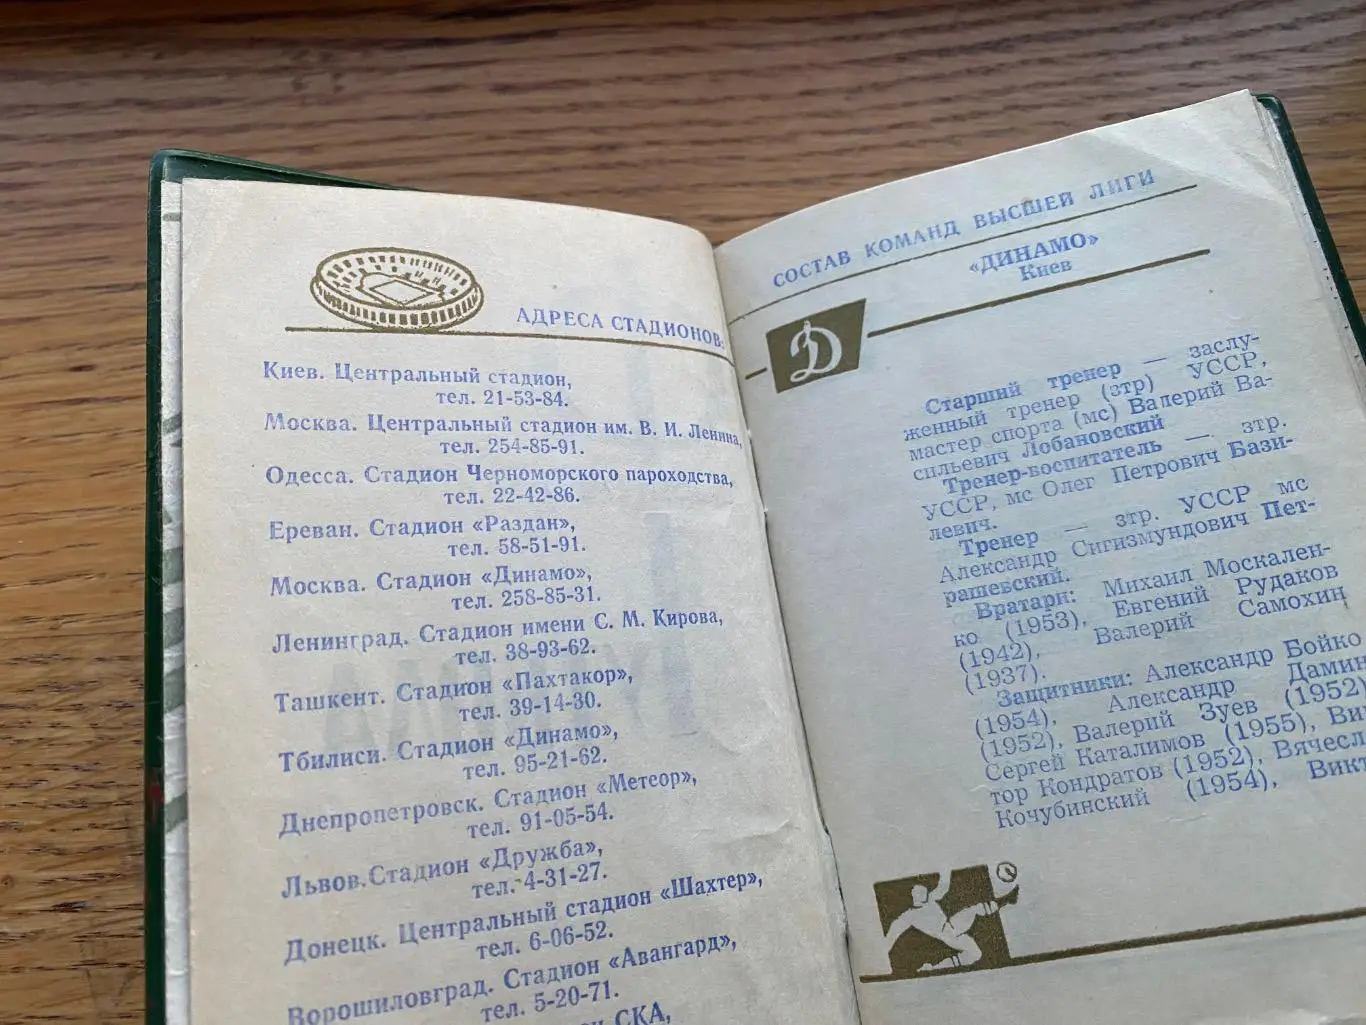 АДРЕСА СТАДИОНОВ:
Киев. Центральный стадион,
тел. 21-53-84.
Москва. Центральный стадион им. В. И. Ленина,
тел. 254-85-91.
Одесса. Стадион Черноморского пароходства,
тел. 22-42-86.
Ереван. Стадион «Раздан»,
тел. 58-51-91.
Москва. Стадион «Динамо»,
тел. 258-85-31.
Ленинград. Стадион имени С. М. Кирова,
тел. 38-93-62.
Ташкент. Стадион «Пахтакор»,
тел. 39-14-30.
Тбилиси. Стадион «Динамо»,
тел. 95-21-62.
Днепропетровск. Стадион «Метеор»,
тел. 91-05-54.
Львов. Стадион «Дружба»,
тел. 4-31-27.
Донецк. Центральный стадион «Шахтер»,
тел. 6-06-52.
Ворошиловград. Стадион «Авангард»,
тел. 5-20-71.
СКА,
СОСТАВ КОМАНД ВЫСШЕЙ ЛИГИ
«ДИНАМО»
Киев
Д
Старший тренер — заслу-
женный тренер (зтр) УССР,
мастер спорта (мс) Валерий Ва-
сильевич Лобановский
Тренер-воспитатель — зтр.
УССР, мс Олег Петрович Бази-
левич.
Тренер — зтр. УССР мс
Александр Сигизмундович Пет-
рашевский.
Вратари: Михаил Москален-
ко (1953), Евгений Рудаков
(1942), Валерий Самохин
(1937).
Защитники: Александр Бойко
(1954), Александр Дамин
(1952), Валерий Зуев (1952)
Сергей Каталимов (1955), Ви
тор Кондратов (1952), Вячесл
Кочубинский (1954), Викт